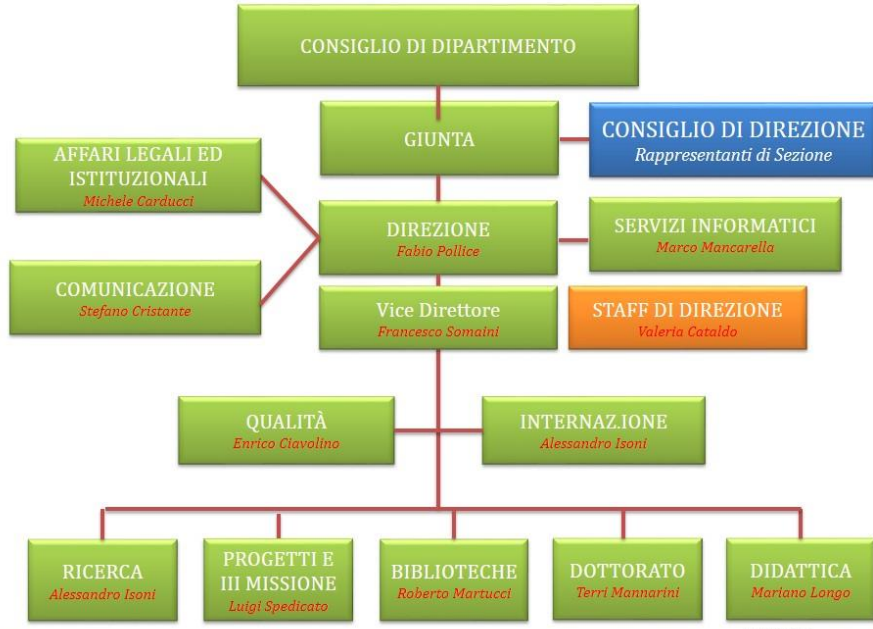 CONSIGLIO DI DIPARTIMENTO
GIUNTA
CONSIGLIO DI DIREZIONE
Rappresentanti di Sezione
AFFARI LEGALI ED
ISTITUZIONALI
Michele Carducci
DIREZIONE
Fabio Pollice
SERVIZI INFORMATICI
Marco Mancarella
COMUNICAZIONE
Stefano Cristante
Vice Direttore
Francesco Somaini
STAFF DI DIREZIONE
Valeria Cataldo
QUALITÀ
Enrico Ciavolino
INTERNAZ.IONE
Alessandro Isoni
RICERCA
Alessandro Isoni
PROGETTI E
III MISSIONE
Luigi Spedicato
BIBLIOTECHE
Roberto Martucci
DOTTORATO
Terri Mannarini
DIDATTICA
Mariano Longo